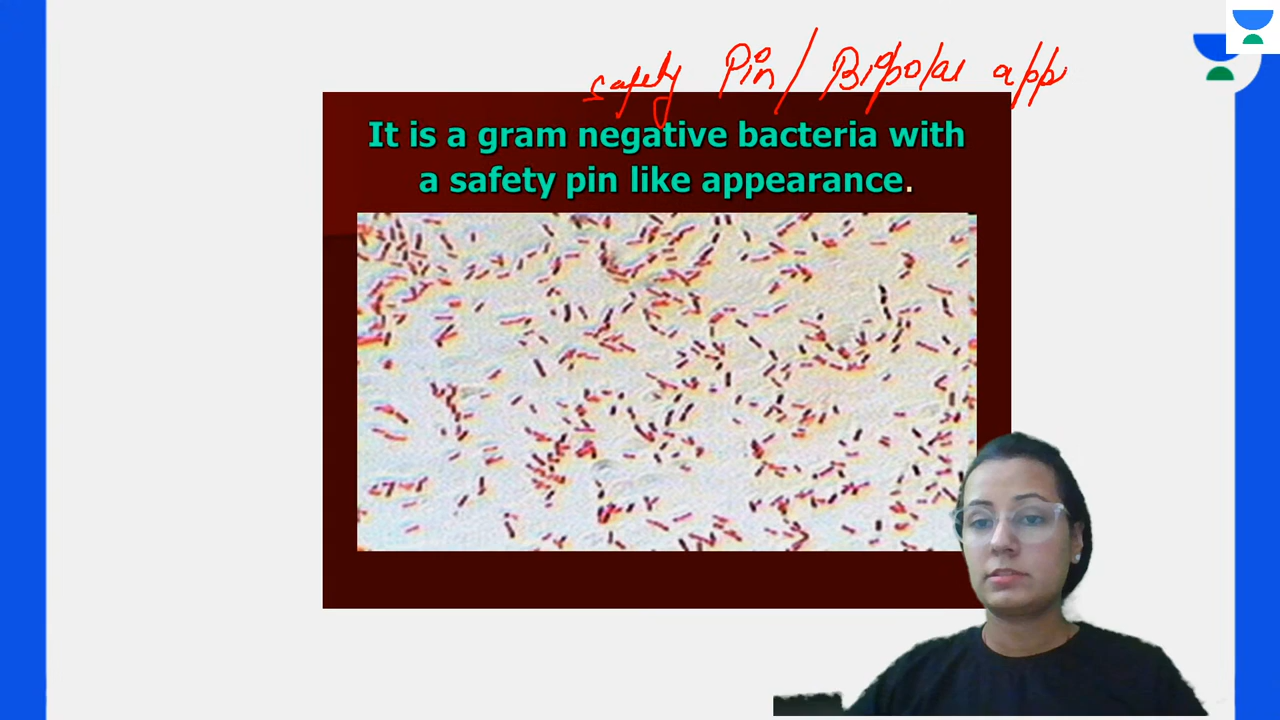 safety Pin / Bipolar app
It is a gram negative bacteria with
a safety pin like appearance.